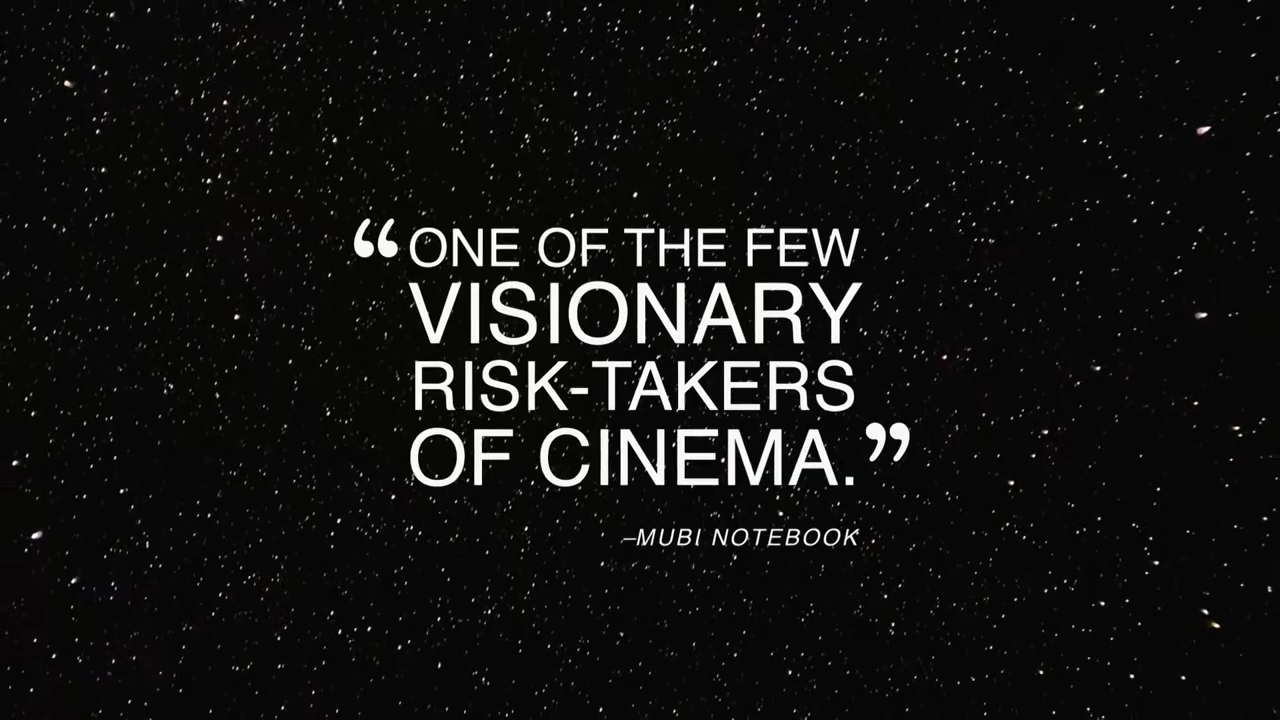 “ONE OF THE FEW
VISIONARY
RISK-TAKERS
OF CINEMA.”
–MUBI NOTEBOOK